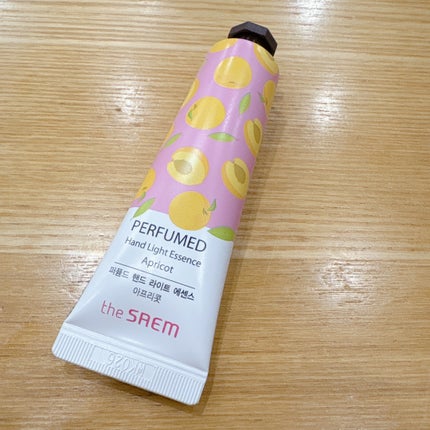 PERFUMED
Hand Light Essence
Apricot
퍼퓸드 핸드 라이트 에센스
아프리콧
the SAEM